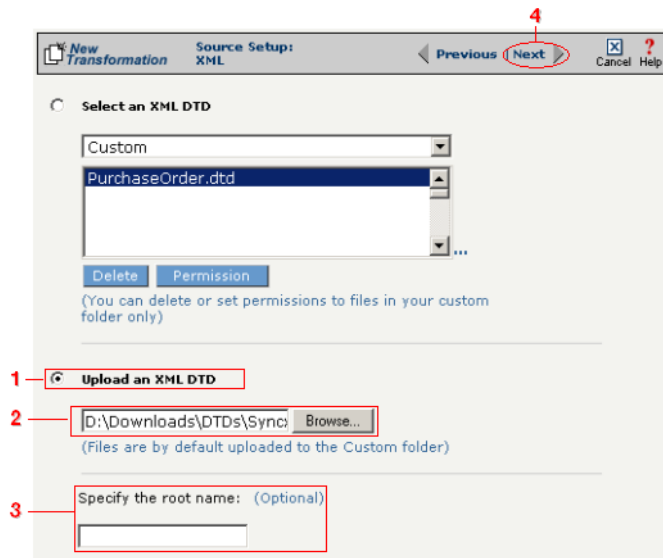 4
New Transformation
Source Setup: XML
Previous
Next
Cancel
Help
Select an XML DTD
Custom
PurchaseOrder.dtd
...
Delete
Permission
(You can delete or set permissions to files in your custom
folder only)
1
Upload an XML DTD
2
D:\Downloads\DTDs\Sync
Browse...
(Files are by default uploaded to the Custom folder)
3
Specify the root name: (Optional)